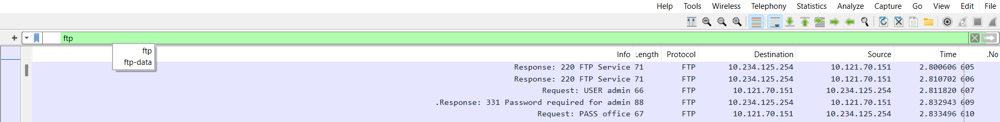 Help Tools Wireless Telephony Statistics Analyze Capture Go View Edit File
ftp
ftp
ftp-data
Info Length Protocol Destination Source Time .No
Response: 220 FTP Service 71 FTP 10.234.125.254 10.121.70.151 2.800606 605
Response: 220 FTP Service 71 FTP 10.234.125.254 10.121.70.151 2.810702 606
Request: USER admin 66 FTP 10.121.70.151 10.234.125.254 2.811820 607
.Response: 331 Password required for admin 88 FTP 10.234.125.254 10.121.70.151 2.832943 609
Request: PASS office 67 FTP 10.121.70.151 10.234.125.254 2.833496 610